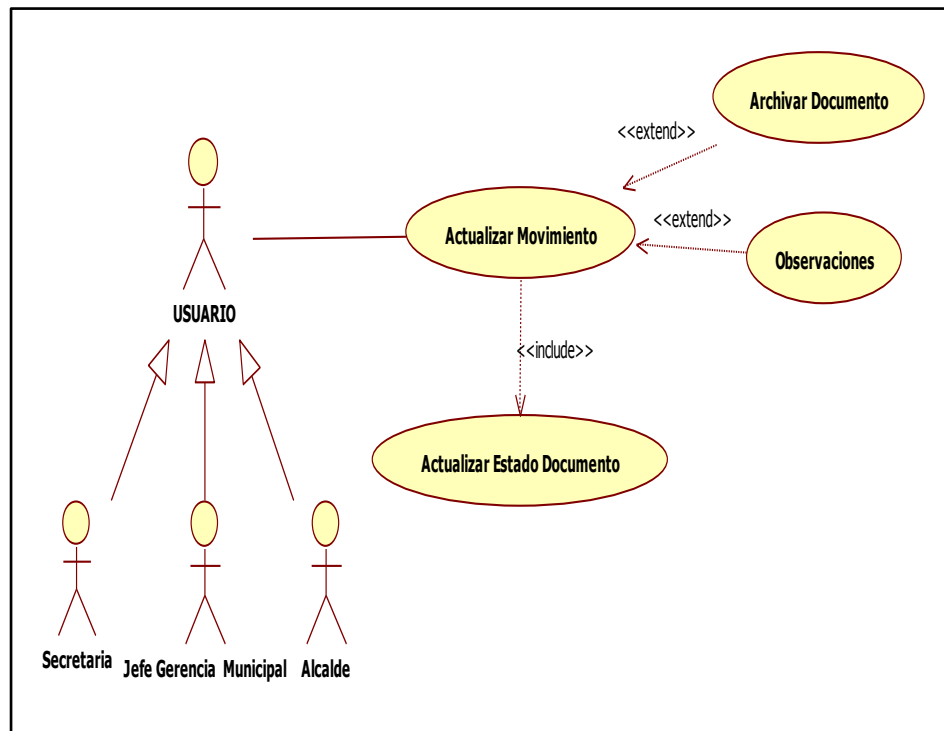 Archivar Documento
<<extend>>
Actualizar Movimiento
<<extend>>
Observaciones
USUARIO
<<include>>
Actualizar Estado Documento
Secretaria
Jefe Gerencia Municipal
Alcalde